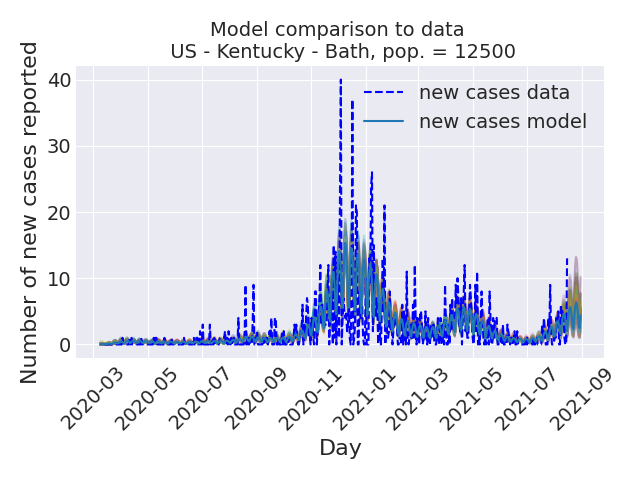 Model comparison to data
US - Kentucky - Bath, pop. = 12500
Number of new cases reported
40
30
20
10
0
new cases data
new cases model
2020-03
2020-05
2020-07
2020-09
2020-11
2021-01
2021-03
2021-05
2021-07
2021-09
Day